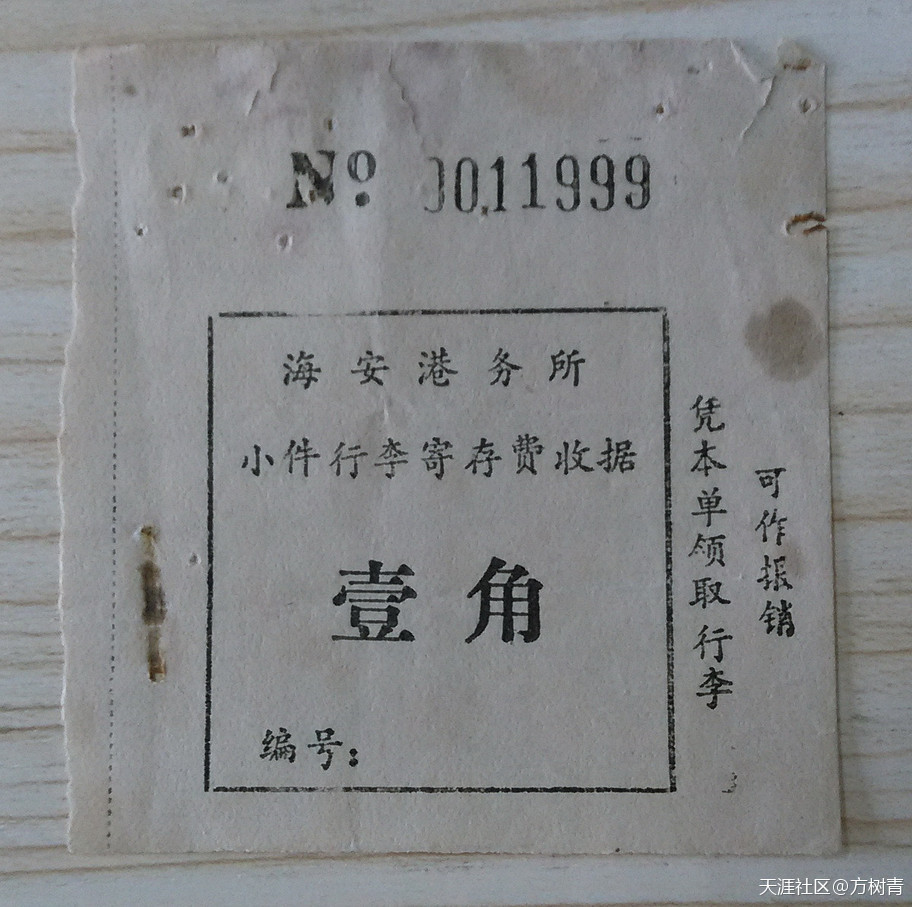 No 0011999
海安港务所
小件行李寄存费收据
壹角
编号：
凭本单领取行李
可作报销
天涯社区@方树青